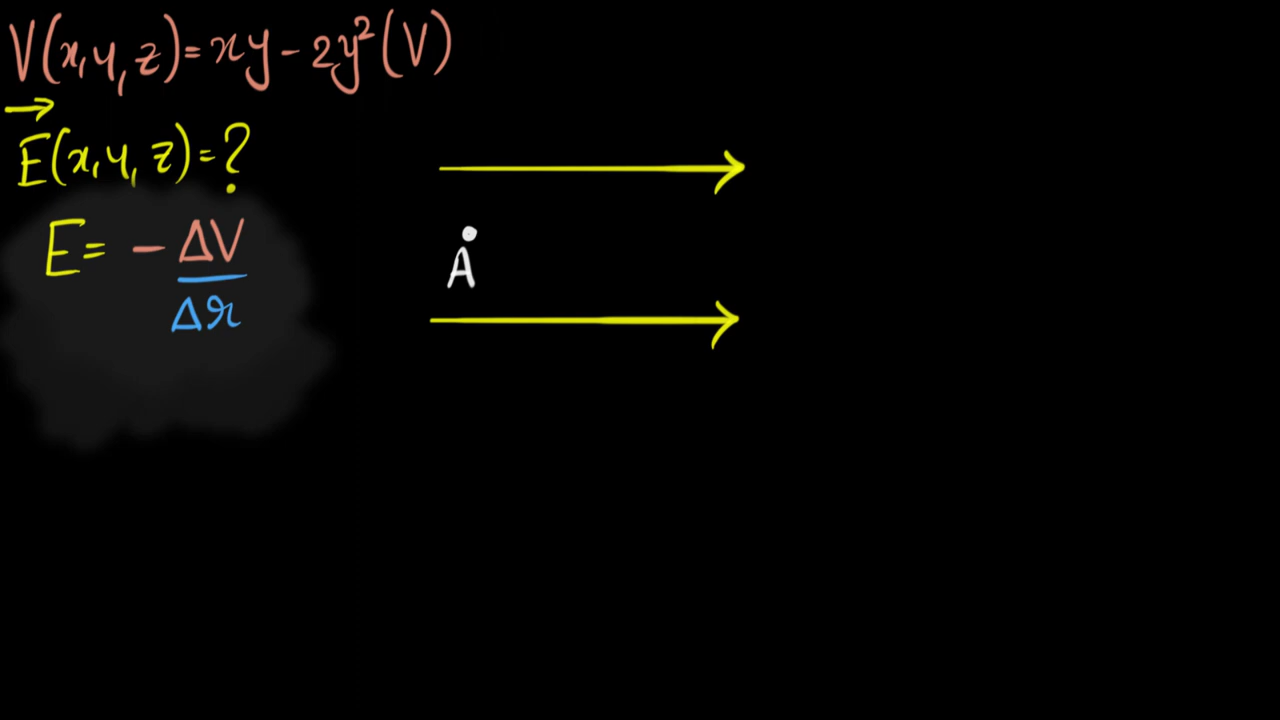 V(x,y,z)=xy-2y²(V)
E⃗(x,y,z)=?
E= -ΔV/Δr
A